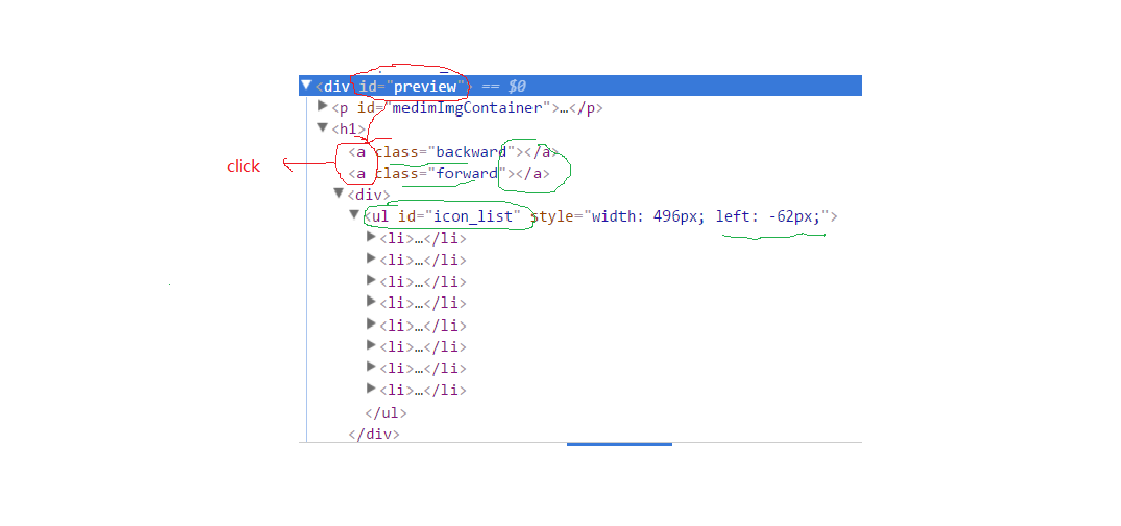 <div id="preview"> == $0
<p id="medimImgContainer">…</p>
<h1>
<a class="backward"></a>
click
<a class="forward"></a>
<div>
<ul id="icon_list" style="width: 496px; left: -62px;">
<li>…</li>
<li>…</li>
<li>…</li>
<li>…</li>
<li>…</li>
<li>…</li>
<li>…</li>
<li>…</li>
</ul>
</div>